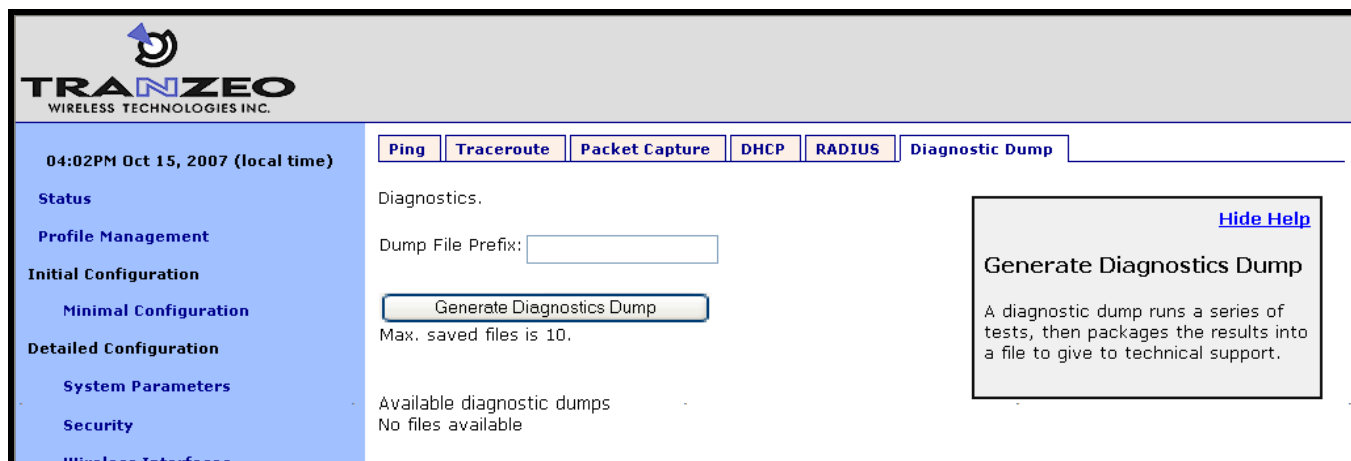 TRANZEO
WIRELESS TECHNOLOGIES INC.
04:02PM Oct 15, 2007 (local time)
Status
Profile Management
Initial Configuration
Minimal Configuration
Detailed Configuration
System Parameters
Security
Wireless Interfaces
Ping
Traceroute
Packet Capture
DHCP
RADIUS
Diagnostic Dump
Diagnostics.
Dump File Prefix:
Generate Diagnostics Dump
Max. saved files is 10.
Available diagnostic dumps
No files available
Hide Help
Generate Diagnostics Dump
A diagnostic dump runs a series of
tests, then packages the results into
a file to give to technical support.